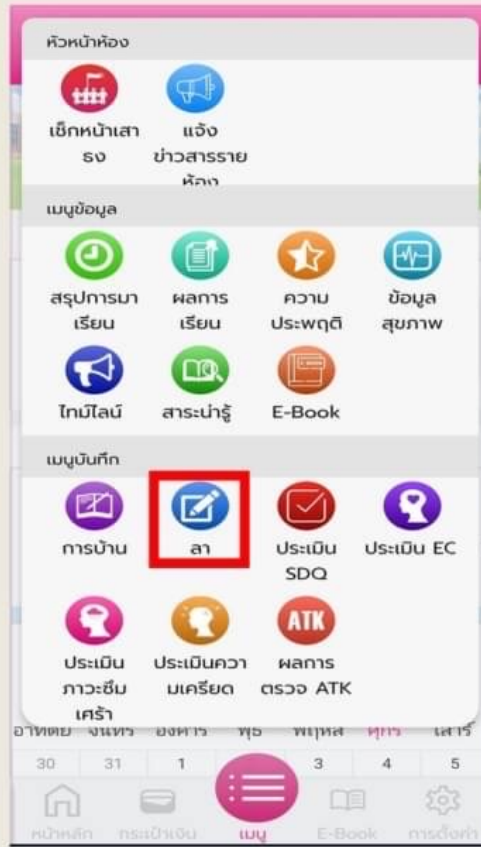 หัวหน้าห้อง
เช็กหน้าเสา
ธง
แจ้ง
ข่าวสารราย
ห้อง
เมนูข้อมูล
สรุปการมา
เรียน
ผลการ
เรียน
ความ
ประพฤติ
ข้อมูล
สุขภาพ
ไทม์ไลน์
สาระน่ารู้
E-Book
เมนูบันทึก
การบ้าน
ลา
ประเมิน
SDQ
ประเมิน EC
ประเมิน
ภาวะซึม
เศร้า
ประเมินควา
มเครียด
ATK
ผลการ
ตรวจ ATK
อาทิตย์ จันทร์ อังคาร พุธ พฤหัส ศุกร์ เสาร์
30 31 1 3 4 5
หน้าหลัก กระเป๋าเงิน เมนู E-Book การตั้งค่า